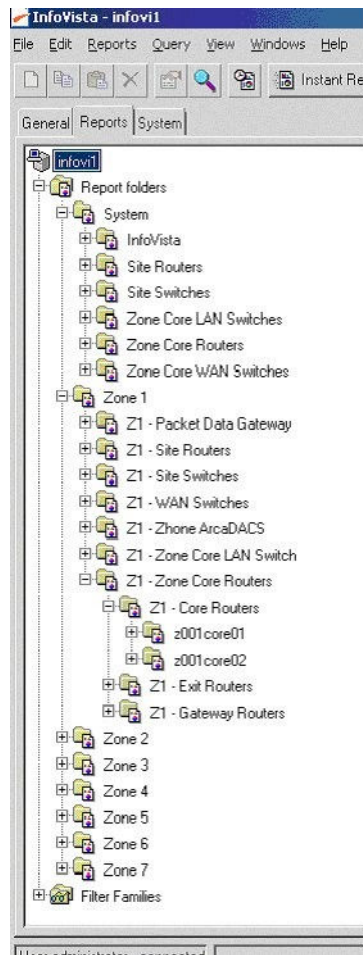 InfoVista - infovi1
File Edit Reports Query View Windows Help
Instant Re
General Reports System
infovi1
Report folders
System
InfoVista
Site Routers
Site Switches
Zone Core LAN Switches
Zone Core Routers
Zone Core WAN Switches
Zone 1
Z1 - Packet Data Gateway
Z1 - Site Routers
Z1 - Site Switches
Z1 - WAN Switches
Z1 - Zhone ArcaDACS
Z1 - Zone Core LAN Switch
Z1 - Zone Core Routers
Z1 - Core Routers
z001core01
z001core02
Z1 - Exit Routers
Z1 - Gateway Routers
Zone 2
Zone 3
Zone 4
Zone 5
Zone 6
Zone 7
Filter Families
User administrator connected